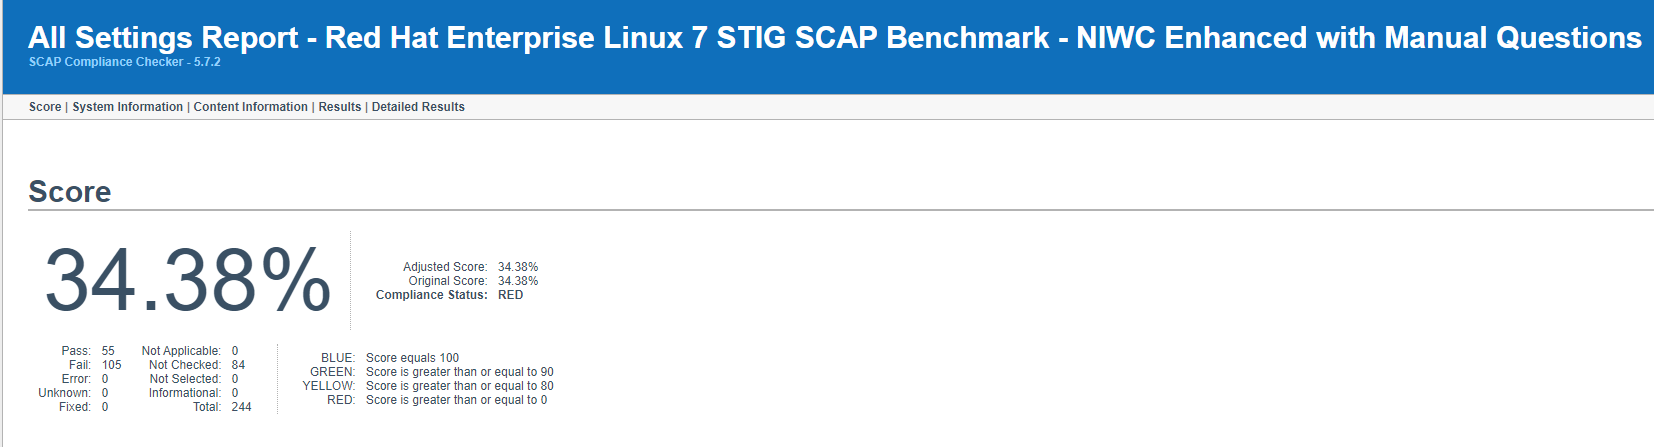 All Settings Report - Red Hat Enterprise Linux 7 STIG SCAP Benchmark - NIWC Enhanced with Manual Questions
SCAP Compliance Checker - 5.7.2
Score | System Information | Content Information | Results | Detailed Results
Score
34.38%
Adjusted Score: 34.38%
Original Score: 34.38%
Compliance Status: RED
Pass: 55 Not Applicable: 0
Fail: 105 Not Checked: 84
Error: 0 Not Selected: 0
Unknown: 0 Informational: 0
Fixed: 0 Total: 244
BLUE: Score equals 100
GREEN: Score is greater than or equal to 90
YELLOW: Score is greater than or equal to 80
RED: Score is greater than or equal to 0